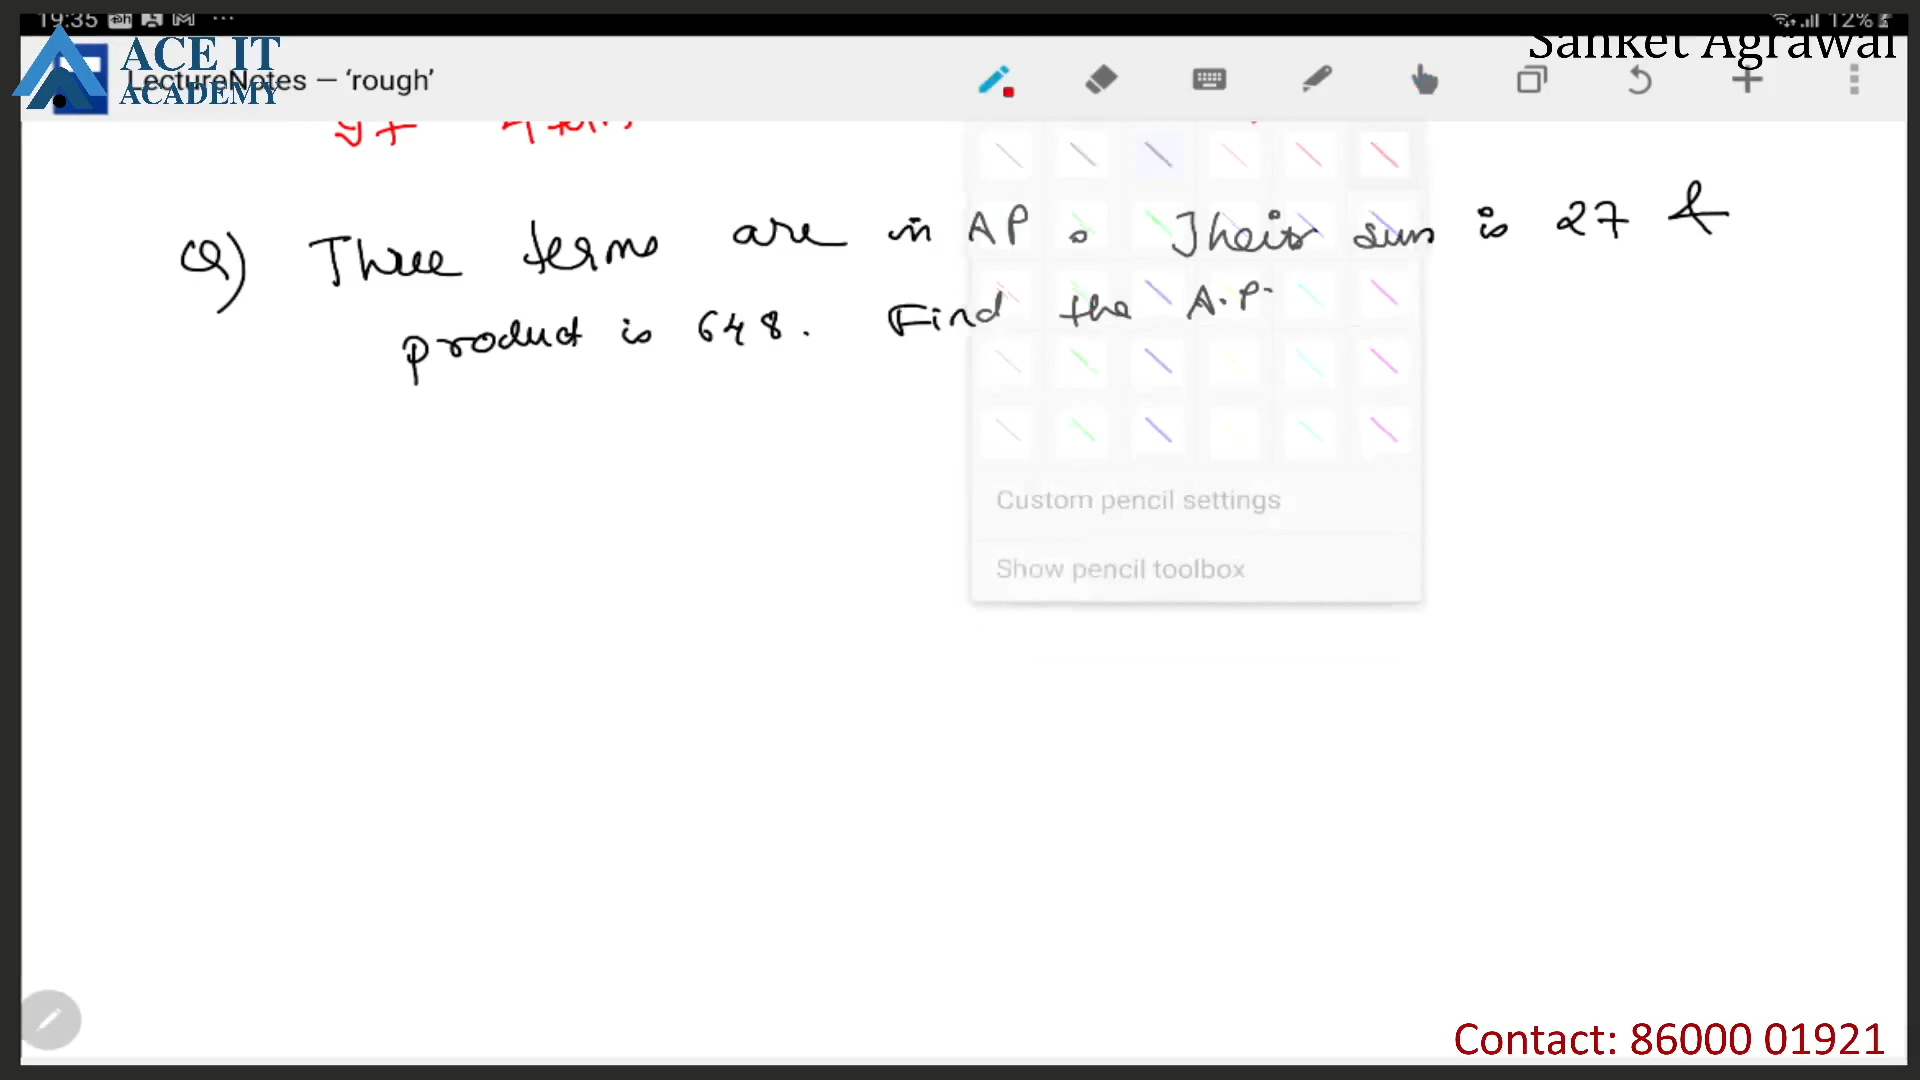 19:35
12%
ACE IT
ACADEMY
LectureNotes – ‘rough’
Sanket Agrawal
Q) Three terms are in AP. Their sum is 27 &
product is 648. Find the A.P.
Custom pencil settings
Show pencil toolbox
Contact: 86000 01921